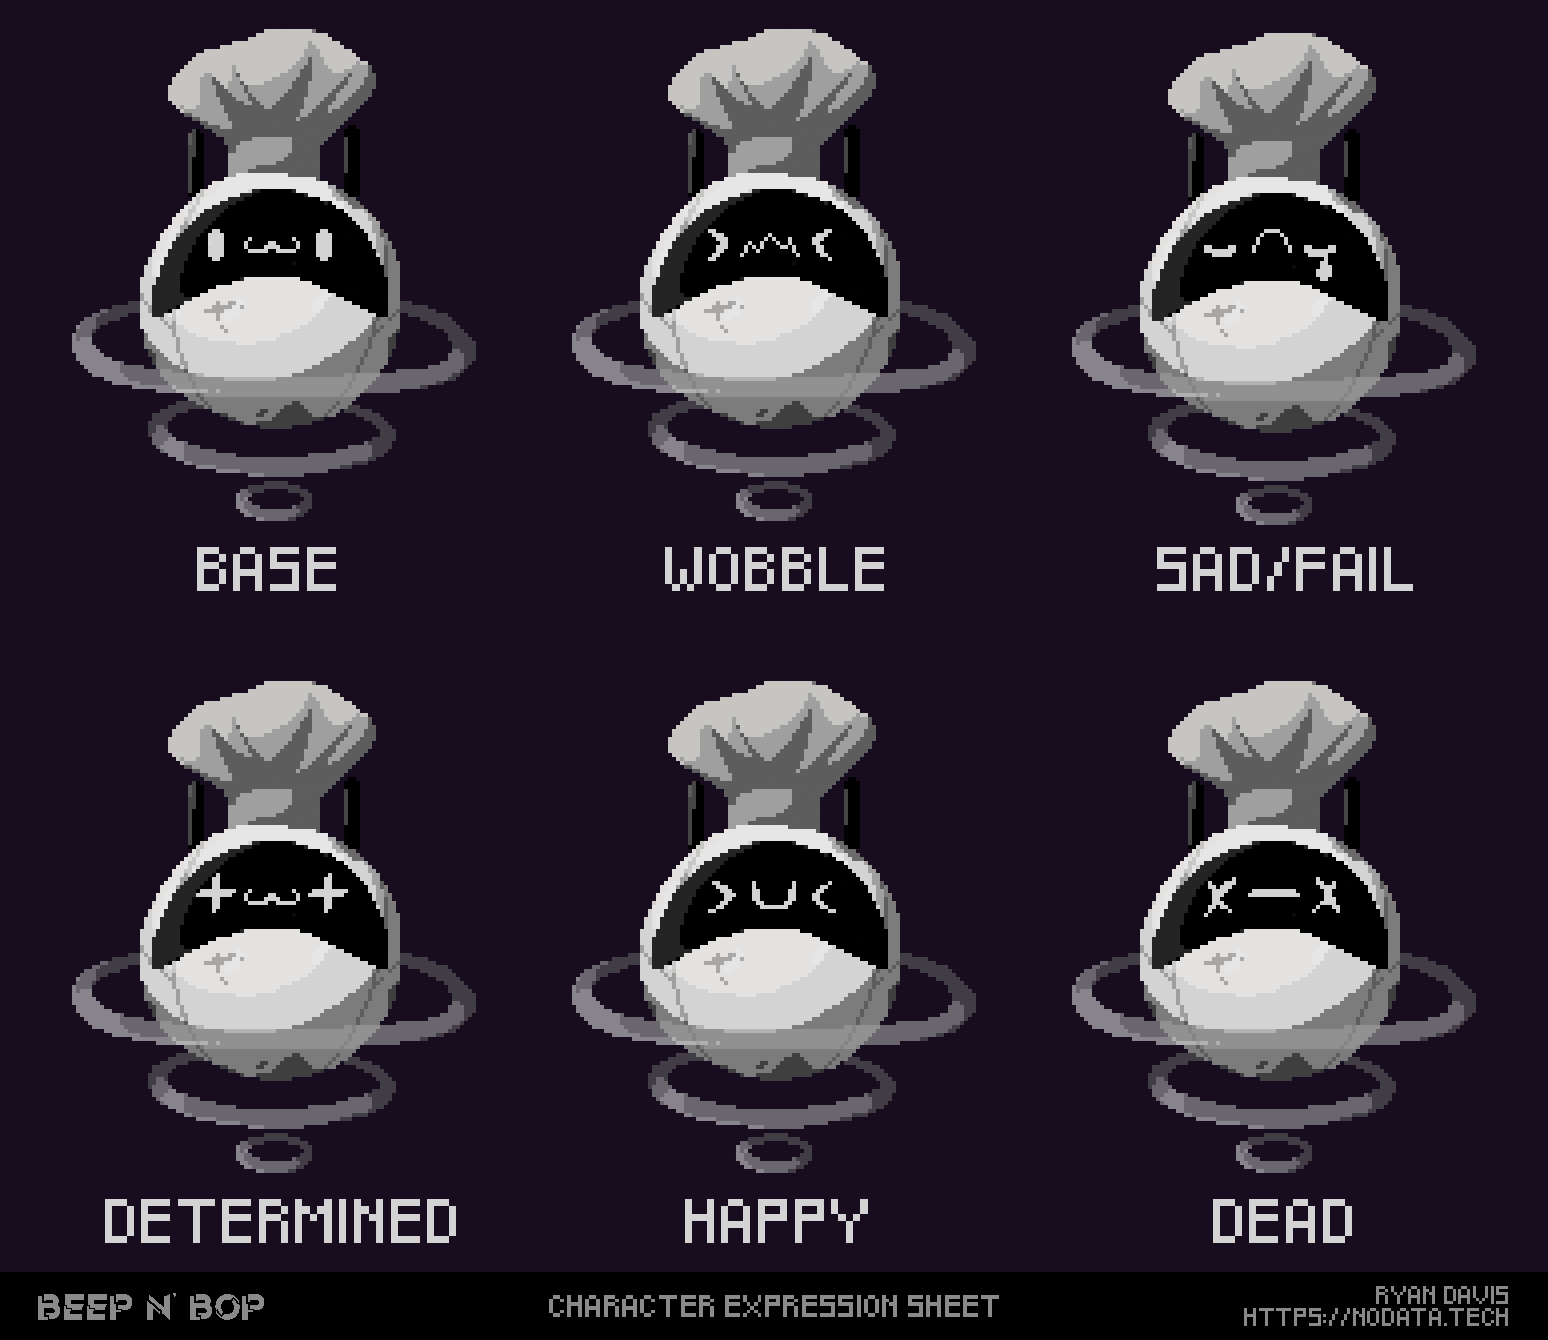 BASE
WOBBLE
SAD/FAIL
DETERMINED
HAPPY
DEAD
BEEP N' BOP
CHARACTER EXPRESSION SHEET
RYAN DAVIS
HTTPS://NODATA.TECH